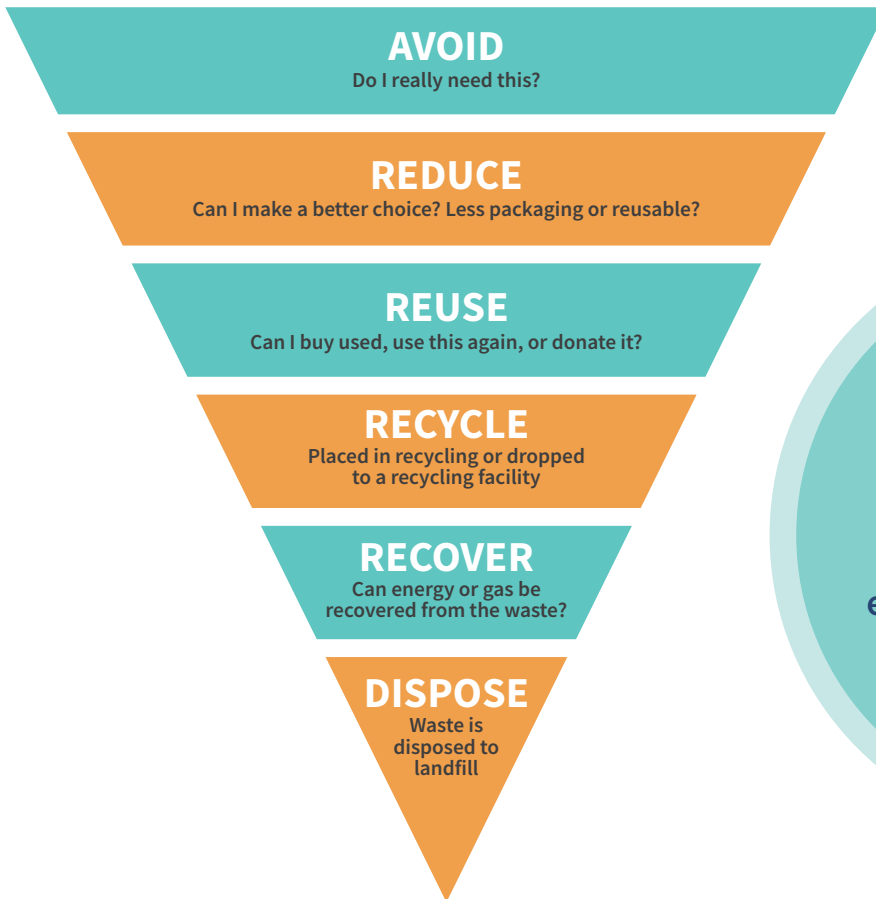 AVOID
Do I really need this?
REDUCE
Can I make a better choice? Less packaging or reusable?
REUSE
Can I buy used, use this again, or donate it?
RECYCLE
Placed in recycling or dropped
to a recycling facility
RECOVER
Can energy or gas be
recovered from the waste?
DISPOSE
Waste is
disposed to
landfill